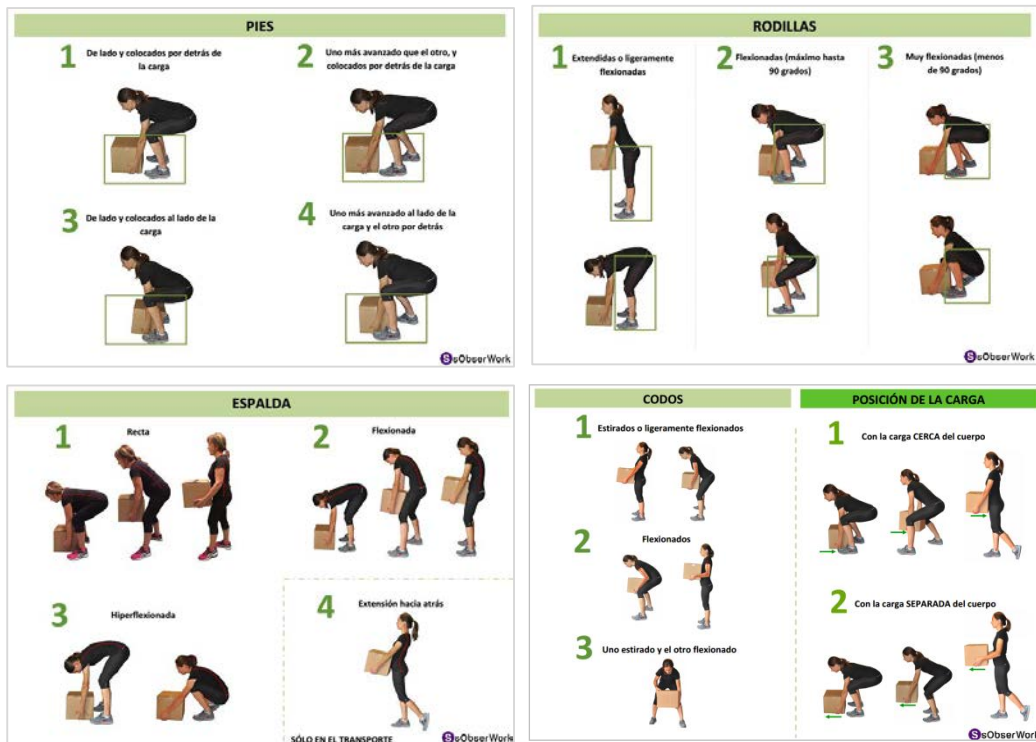 PIES
1
De lado y colocados por detrás de
la carga
2
Uno más avanzado que el otro, y
colocados por detrás de la carga
3
De lado y colocados al lado de la
carga
4
Uno más avanzado al lado de la
carga y el otro por detrás
SsObserWork
RODILLAS
1
Extendidas o ligeramente
flexionadas
2
Flexionadas (máximo hasta
90 grados)
3
Muy flexionadas (menos
de 90 grados)
SsObserWork
ESPALDA
1
Recta
2
Flexionada
3
Hiperflexionada
4
Extensión hacia atrás
SÓLO EN EL TRANSPORTE
SsObserWork
CODOS
1
Estirados o ligeramente flexionados
2
Flexionados
3
Uno estirado y el otro flexionado
POSICIÓN DE LA CARGA
1
Con la carga CERCA del cuerpo
2
Con la carga SEPARADA del cuerpo
SsObserWork